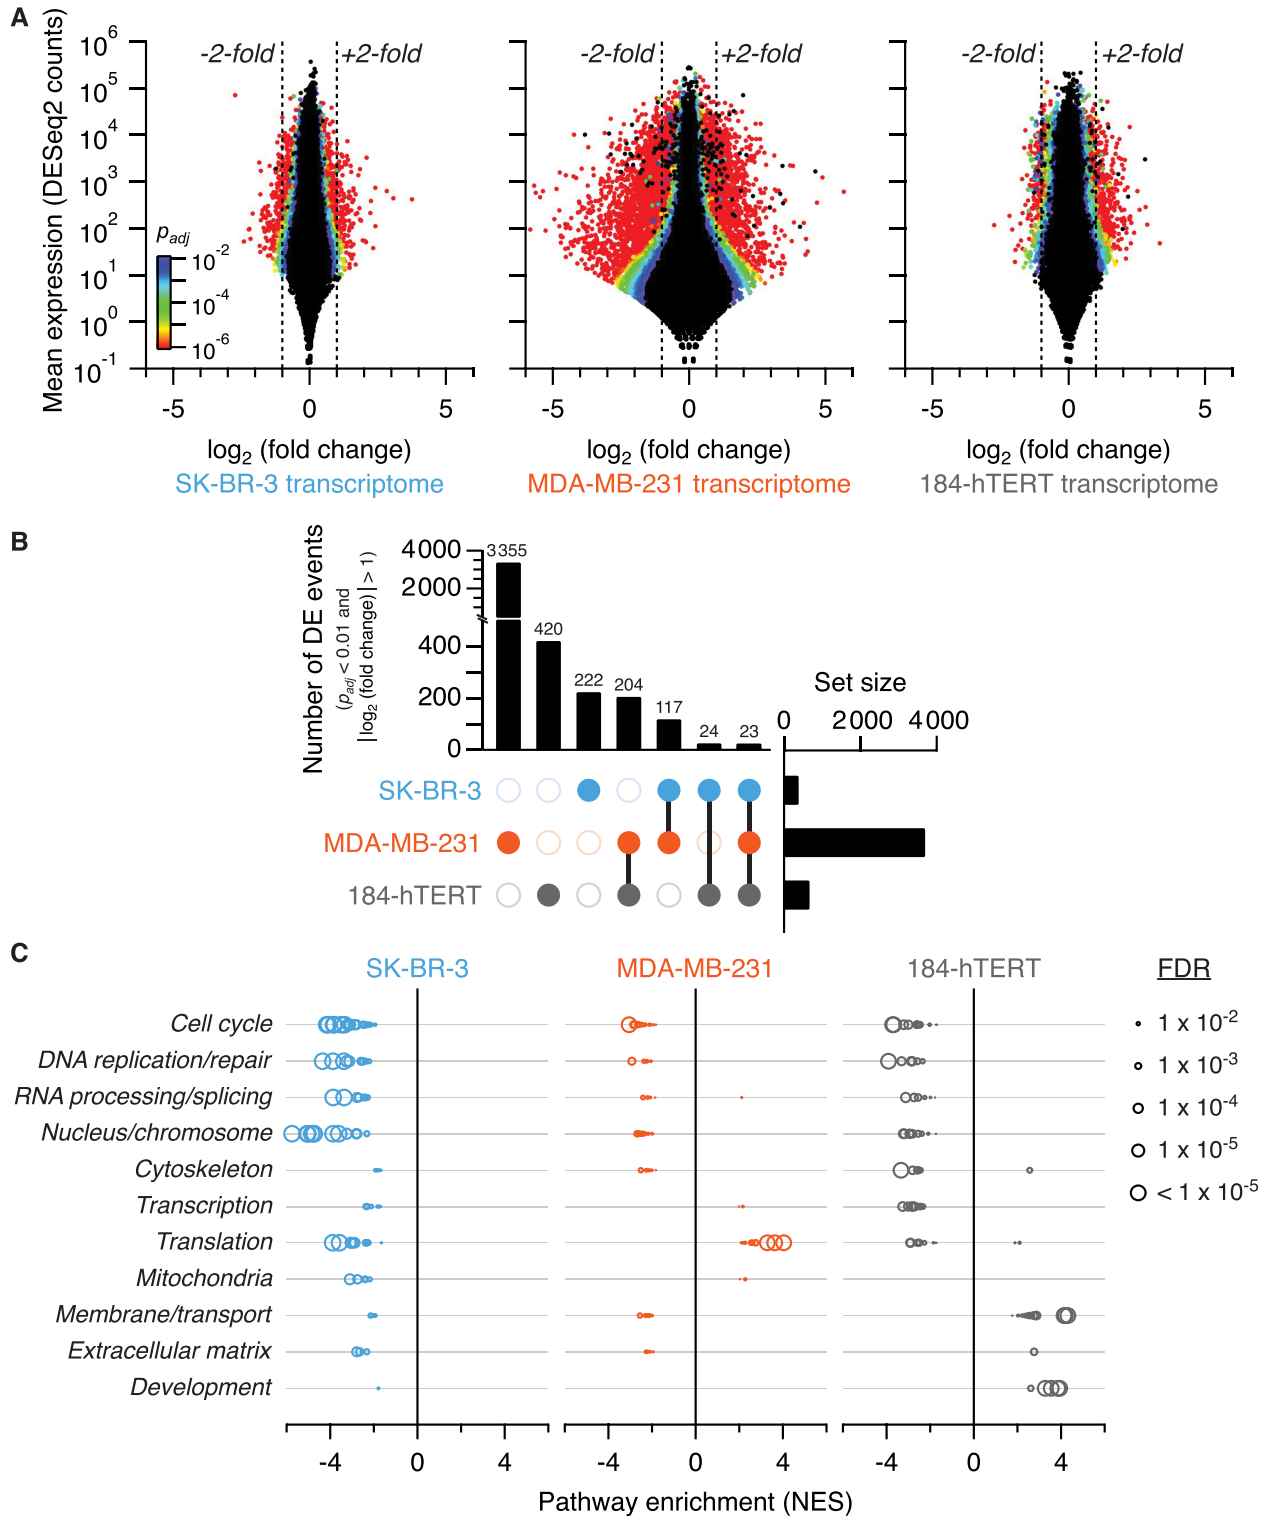 A
Mean expression (DESeq2 counts)
10^6
10^5
10^4
10^3
10^2
10^1
10^0
10^-1
-2-fold +2-fold
-2-fold +2-fold
-2-fold +2-fold
p_adj
10^-2
10^-4
10^-6
-5 0 5
-5 0 5
-5 0 5
log_2 (fold change)
log_2 (fold change)
log_2 (fold change)
SK-BR-3 transcriptome
MDA-MB-231 transcriptome
184-hTERT transcriptome
B
Number of DE events
(p_adj < 0.01 and
|log_2 (fold change)| > 1)
4000
2000
400
200
0
3355
420
222
204
117
24
23
Set size
0 2000 4000
SK-BR-3
MDA-MB-231
184-hTERT
C
SK-BR-3
MDA-MB-231
184-hTERT
FDR
1 x 10^-2
1 x 10^-3
1 x 10^-4
1 x 10^-5
< 1 x 10^-5
Cell cycle
DNA replication/repair
RNA processing/splicing
Nucleus/chromosome
Cytoskeleton
Transcription
Translation
Mitochondria
Membrane/transport
Extracellular matrix
Development
-4 0 4
-4 0 4
-4 0 4
Pathway enrichment (NES)